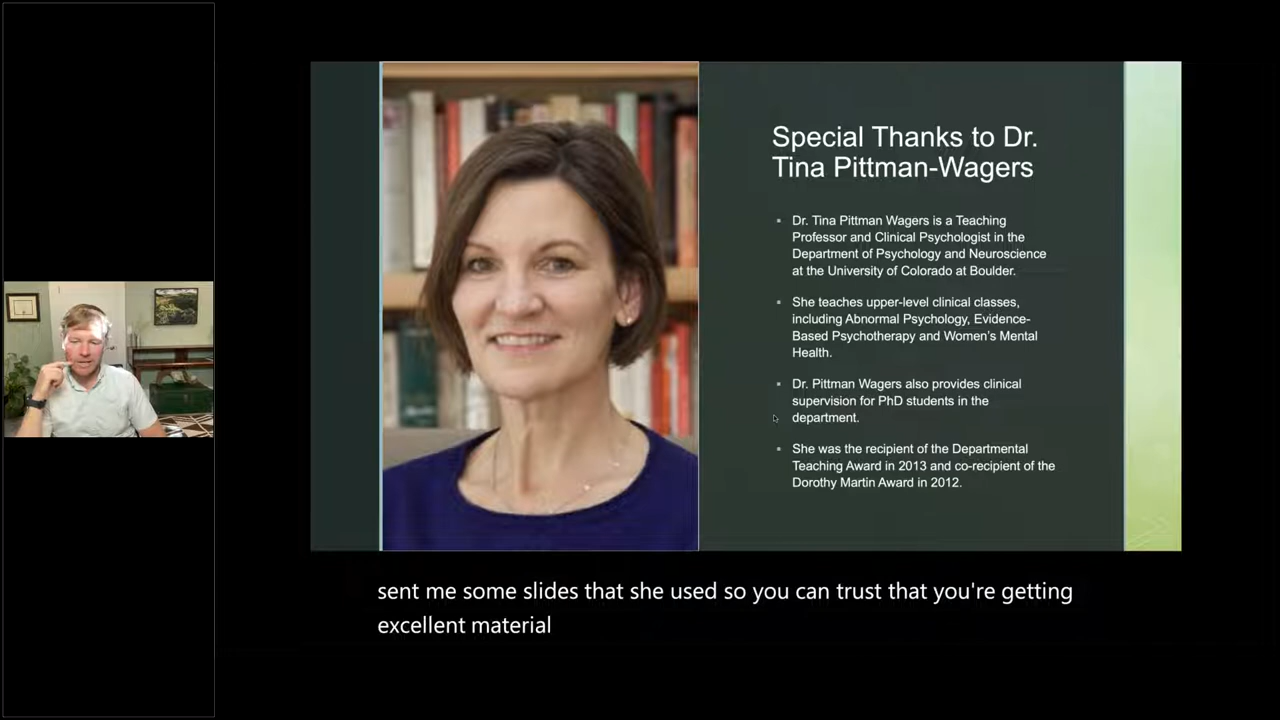 Special Thanks to Dr.
Tina Pittman-Wagers
▪ Dr. Tina Pittman Wagers is a Teaching
Professor and Clinical Psychologist in the
Department of Psychology and Neuroscience
at the University of Colorado at Boulder.
▪ She teaches upper-level clinical classes,
including Abnormal Psychology, Evidence-
Based Psychotherapy and Women’s Mental
Health.
▪ Dr. Pittman Wagers also provides clinical
supervision for PhD students in the
department.
▪ She was the recipient of the Departmental
Teaching Award in 2013 and co-recipient of the
Dorothy Martin Award in 2012.
sent me some slides that she used so you can trust that you're getting
excellent material